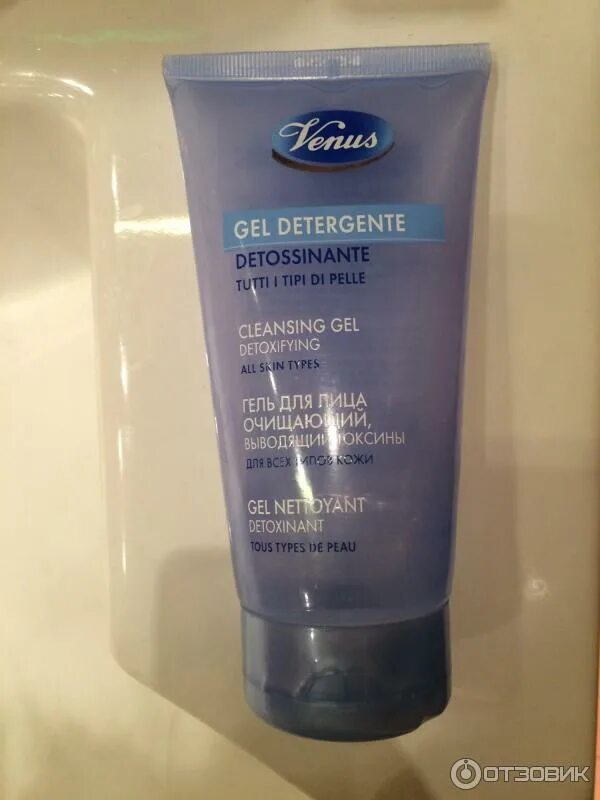 Venus
GEL DETERGENTE
DETOSSINANTE
TUTTI I TIPI DI PELLE
CLEANSING GEL
DETOXIFYING
ALL SKIN TYPES
ГЕЛЬ ДЛЯ ЛИЦА
ОЧИЩАЮЩИЙ,
ВЫВОДЯЩИЙ ТОКСИНЫ
ДЛЯ ВСЕХ ТИПОВ КОЖИ
GEL NETTOYANT
DETOXINANT
TOUS TYPES DE PEAU
ОТЗОВИК